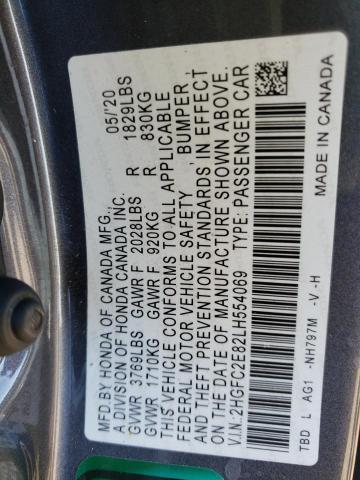 MFD BY HONDA OF CANADA MFG.,
A DIVISION OF HONDA CANADA INC. 05/'20
GVWR 3769LBS GAWR F 2028LBS R 1829LBS
GVWR 1710KG GAWR F 920KG R 830KG
THIS VEHICLE CONFORMS TO ALL APPLICABLE
FEDERAL MOTOR VEHICLE SAFETY , BUMPER ,
AND THEFT PREVENTION STANDARDS IN EFFECT
ON THE DATE OF MANUFACTURE SHOWN ABOVE
V.I.N.:2HGFC2E82LH554069 TYPE: PASSENGER CAR
TBD L AG1 -NH797M -V.-H
MADE IN CANADA